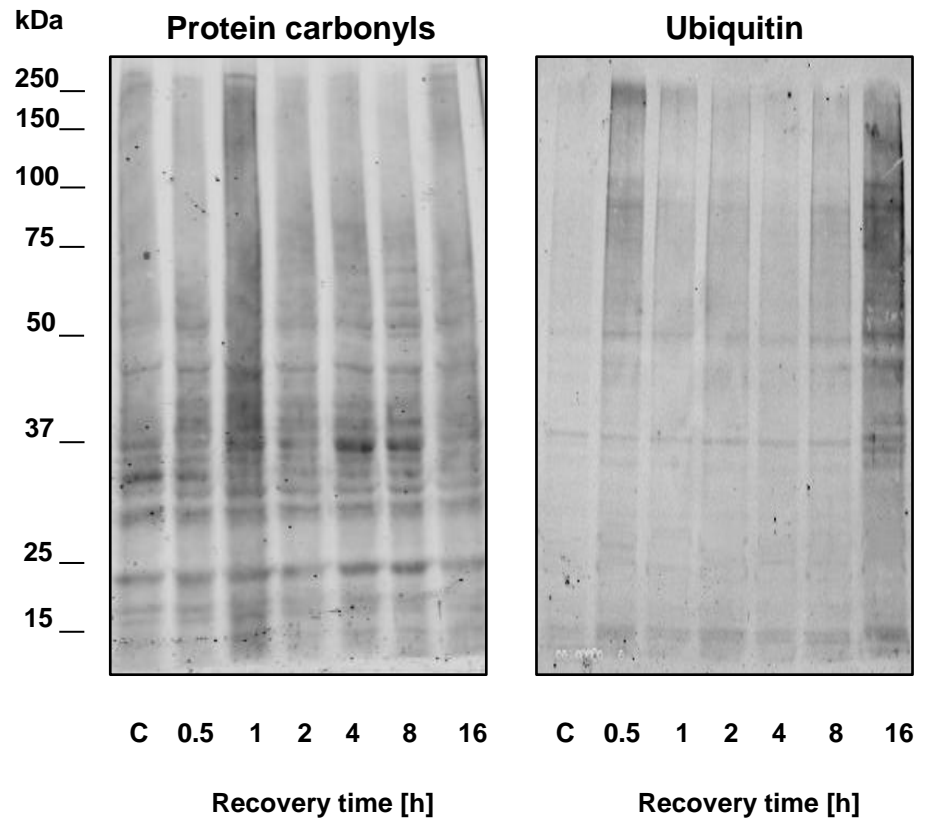 kDa
Protein carbonyls
Ubiquitin
250
150
100
75
50
37
25
15
C 0.5 1 2 4 8 16
C 0.5 1 2 4 8 16
Recovery time [h]
Recovery time [h]